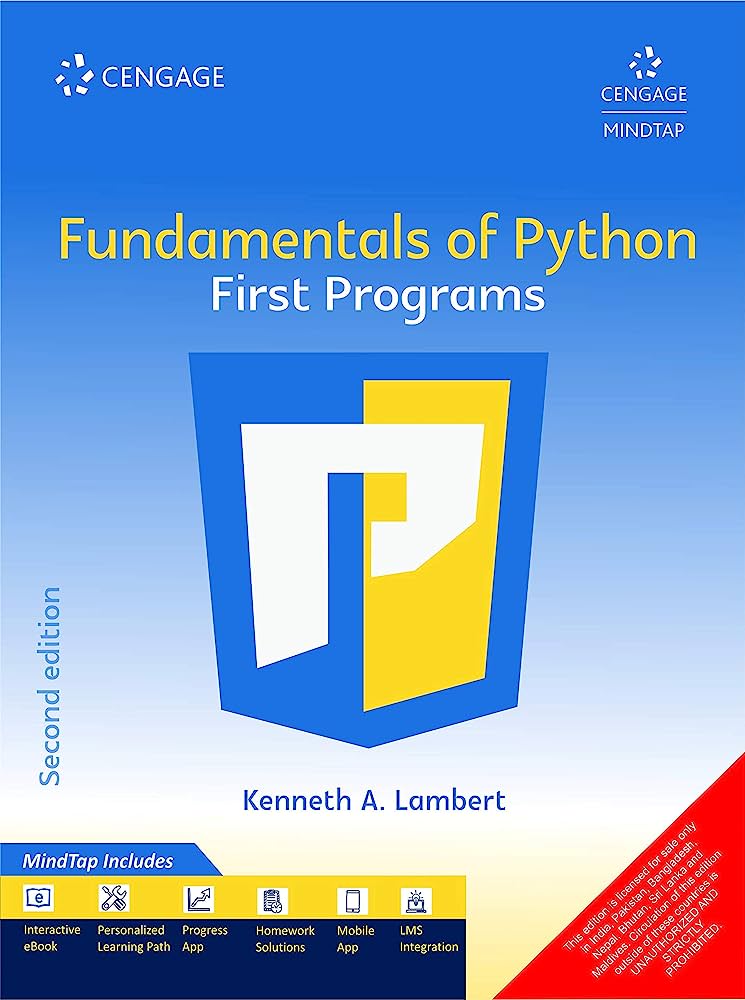 CENGAGE
CENGAGE
MINDTAP
Fundamentals of Python
First Programs
Second edition
Kenneth A. Lambert
MindTap Includes
e
Interactive
eBook
Personalized
Learning Path
Progress
App
Homework
Solutions
Mobile
App
LMS
Integration
This edition is licensed for sale only
in India, Pakistan, Bangladesh,
Nepal, Bhutan, Sri Lanka and
Maldives. Circulation of this edition
outside of these countries is
UNAUTHORIZED AND
STRICTLY
PROHIBITED.